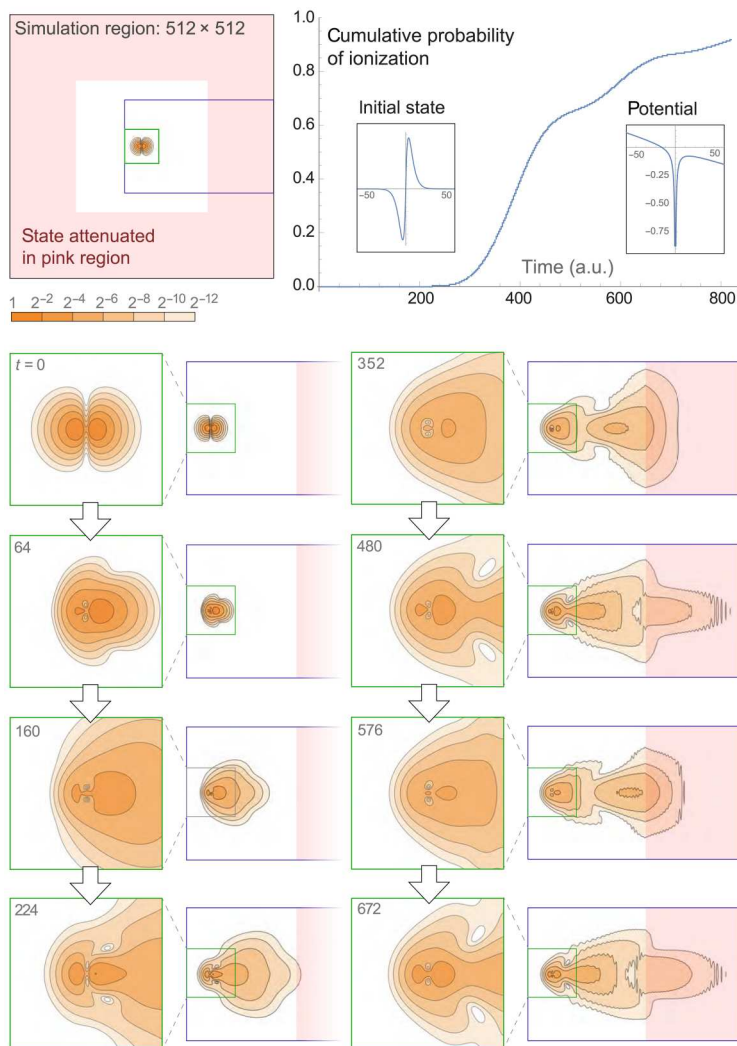 Simulation region: 512 × 512
State attenuated
in pink region
Cumulative probability
of ionization
1.0
0.8
0.6
0.4
0.2
0.0
Initial state
−50
50
Potential
−50
50
−0.25
−0.50
−0.75
Time (a.u.)
200
400
600
800
1 2⁻² 2⁻⁴ 2⁻⁶ 2⁻⁸ 2⁻¹⁰ 2⁻¹²
t = 0
352
64
480
160
576
224
672